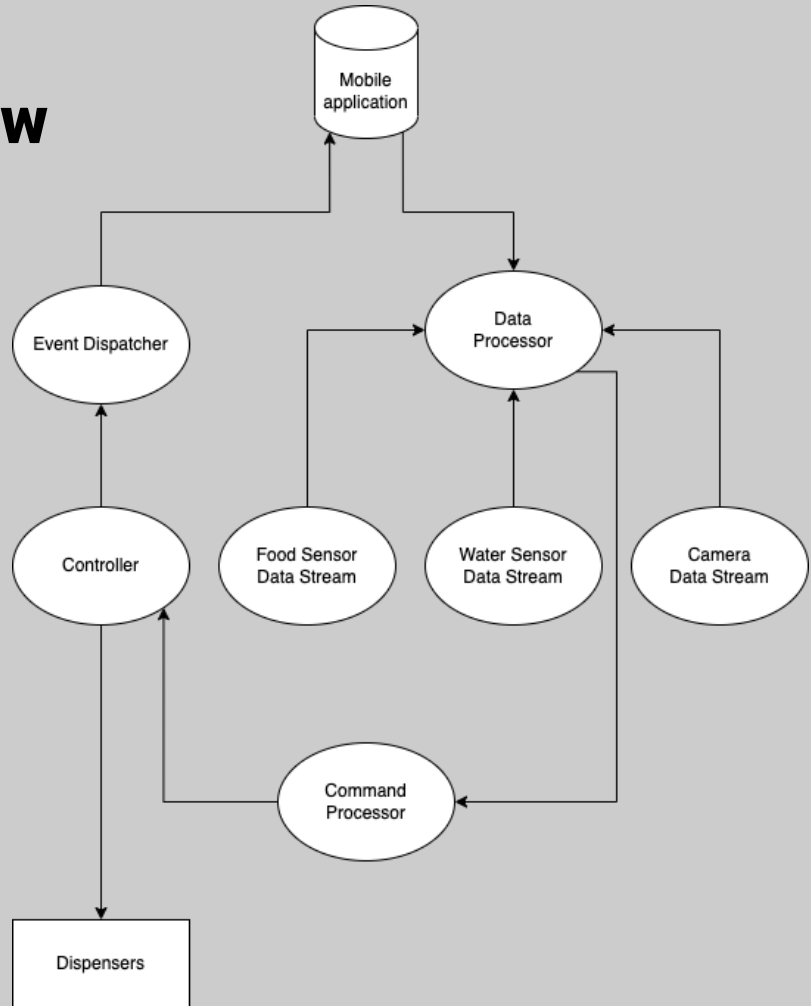 Mobile
application
w
Data
Processor
Event Dispatcher
Controller
Food Sensor
Data Stream
Water Sensor
Data Stream
Camera
Data Stream
Command
Processor
Dispensers